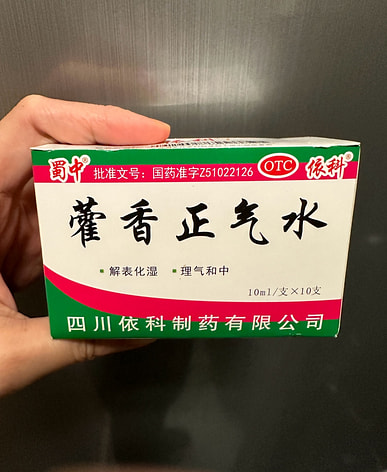 蜀中®
批准文号：国药准字Z51022126
OTC
依科®
藿香正气水
▪解表化湿 ▪理气和中
10ml/支×10支
四川依科制药有限公司